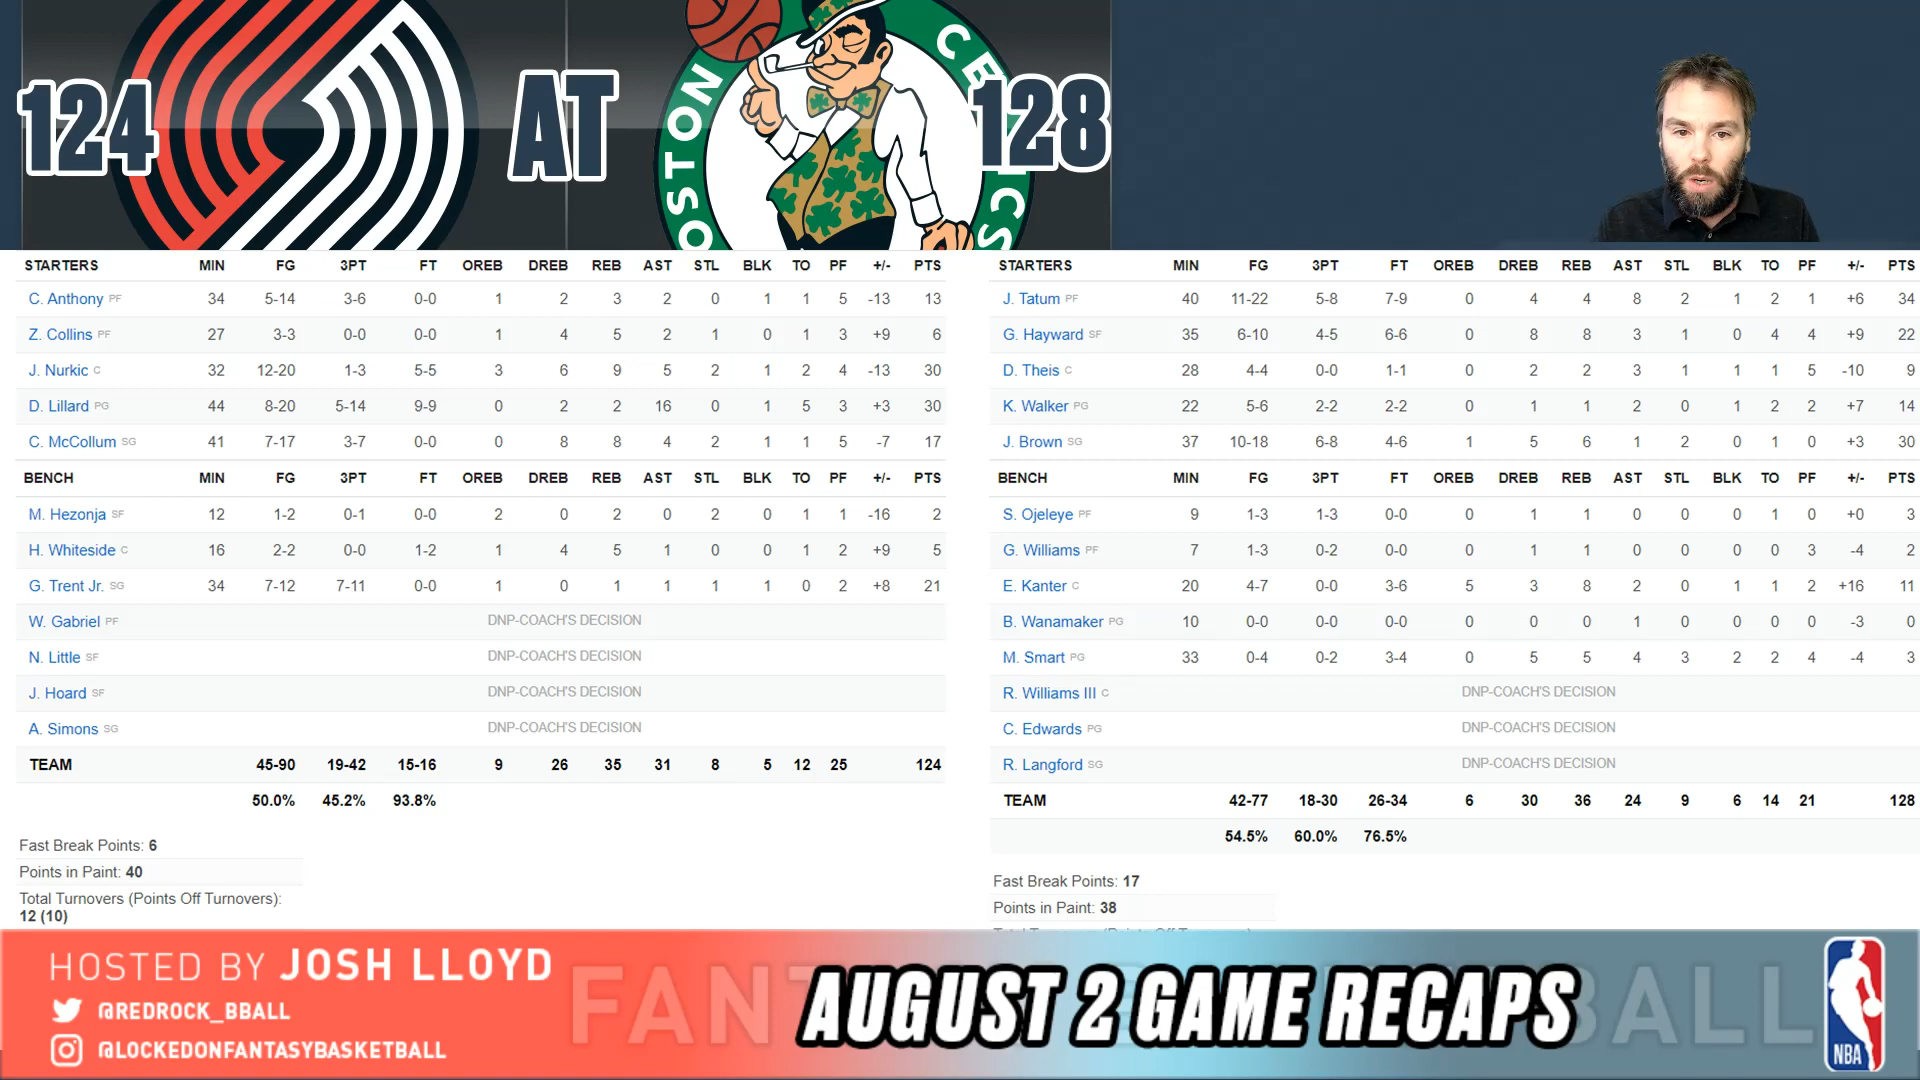 124
AT
BOSTON CELTICS
128
STARTERS MIN FG 3PT FT OREB DREB REB AST STL BLK TO PF +/- PTS
C. Anthony PF 34 5-14 3-6 0-0 1 2 3 2 0 1 1 5 -13 13
Z. Collins PF 27 3-3 0-0 0-0 1 4 5 2 1 0 1 3 +9 6
J. Nurkic C 32 12-20 1-3 5-5 3 6 9 5 2 1 2 4 -13 30
D. Lillard PG 44 8-20 5-14 9-9 0 2 2 16 0 1 5 3 +3 30
C. McCollum SG 41 7-17 3-7 0-0 0 8 8 4 2 1 1 5 -7 17
BENCH MIN FG 3PT FT OREB DREB REB AST STL BLK TO PF +/- PTS
M. Hezonja SF 12 1-2 0-1 0-0 2 0 2 0 2 0 1 1 -16 2
H. Whiteside C 16 2-2 0-0 1-2 1 4 5 1 0 0 1 2 +9 5
G. Trent Jr. SG 34 7-12 7-11 0-0 1 0 1 1 1 1 0 2 +8 21
W. Gabriel PF DNP-COACH'S DECISION
N. Little SF DNP-COACH'S DECISION
J. Hoard SF DNP-COACH'S DECISION
A. Simons SG DNP-COACH'S DECISION
TEAM 45-90 19-42 15-16 9 26 35 31 8 5 12 25 124
50.0% 45.2% 93.8%
Fast Break Points: 6
Points in Paint: 40
Total Turnovers (Points Off Turnovers):
12 (10)
STARTERS MIN FG 3PT FT OREB DREB REB AST STL BLK TO PF +/- PTS
J. Tatum PF 40 11-22 5-8 7-9 0 4 4 8 2 1 2 1 +6 34
G. Hayward SF 35 6-10 4-5 6-6 0 8 8 3 1 0 4 4 +9 22
D. Theis C 28 4-4 0-0 1-1 0 2 2 3 1 1 1 5 -10 9
K. Walker PG 22 5-6 2-2 2-2 0 1 1 2 0 1 2 2 +7 14
J. Brown SG 37 10-18 6-8 4-6 1 5 6 1 2 0 1 0 +3 30
BENCH MIN FG 3PT FT OREB DREB REB AST STL BLK TO PF +/- PTS
S. Ojeleye PF 9 1-3 1-3 0-0 0 1 1 0 0 0 1 0 +0 3
G. Williams PF 7 1-3 0-2 0-0 0 1 1 0 0 0 0 3 -4 2
E. Kanter C 20 4-7 0-0 3-6 5 3 8 2 0 1 1 2 +16 11
B. Wanamaker PG 10 0-0 0-0 0-0 0 0 0 1 0 0 0 0 -3 0
M. Smart PG 33 0-4 0-2 3-4 0 5 5 4 3 2 2 4 -4 3
R. Williams III C DNP-COACH'S DECISION
C. Edwards PG DNP-COACH'S DECISION
R. Langford SG DNP-COACH'S DECISION
TEAM 42-77 18-30 26-34 6 30 36 24 9 6 14 21 128
54.5% 60.0% 76.5%
Fast Break Points: 17
Points in Paint: 38
HOSTED BY JOSH LLOYD
@REDROCK_BBALL
@LOCKEDONFANTASYBASKETBALL
AUGUST 2 GAME RECAPS
NBA